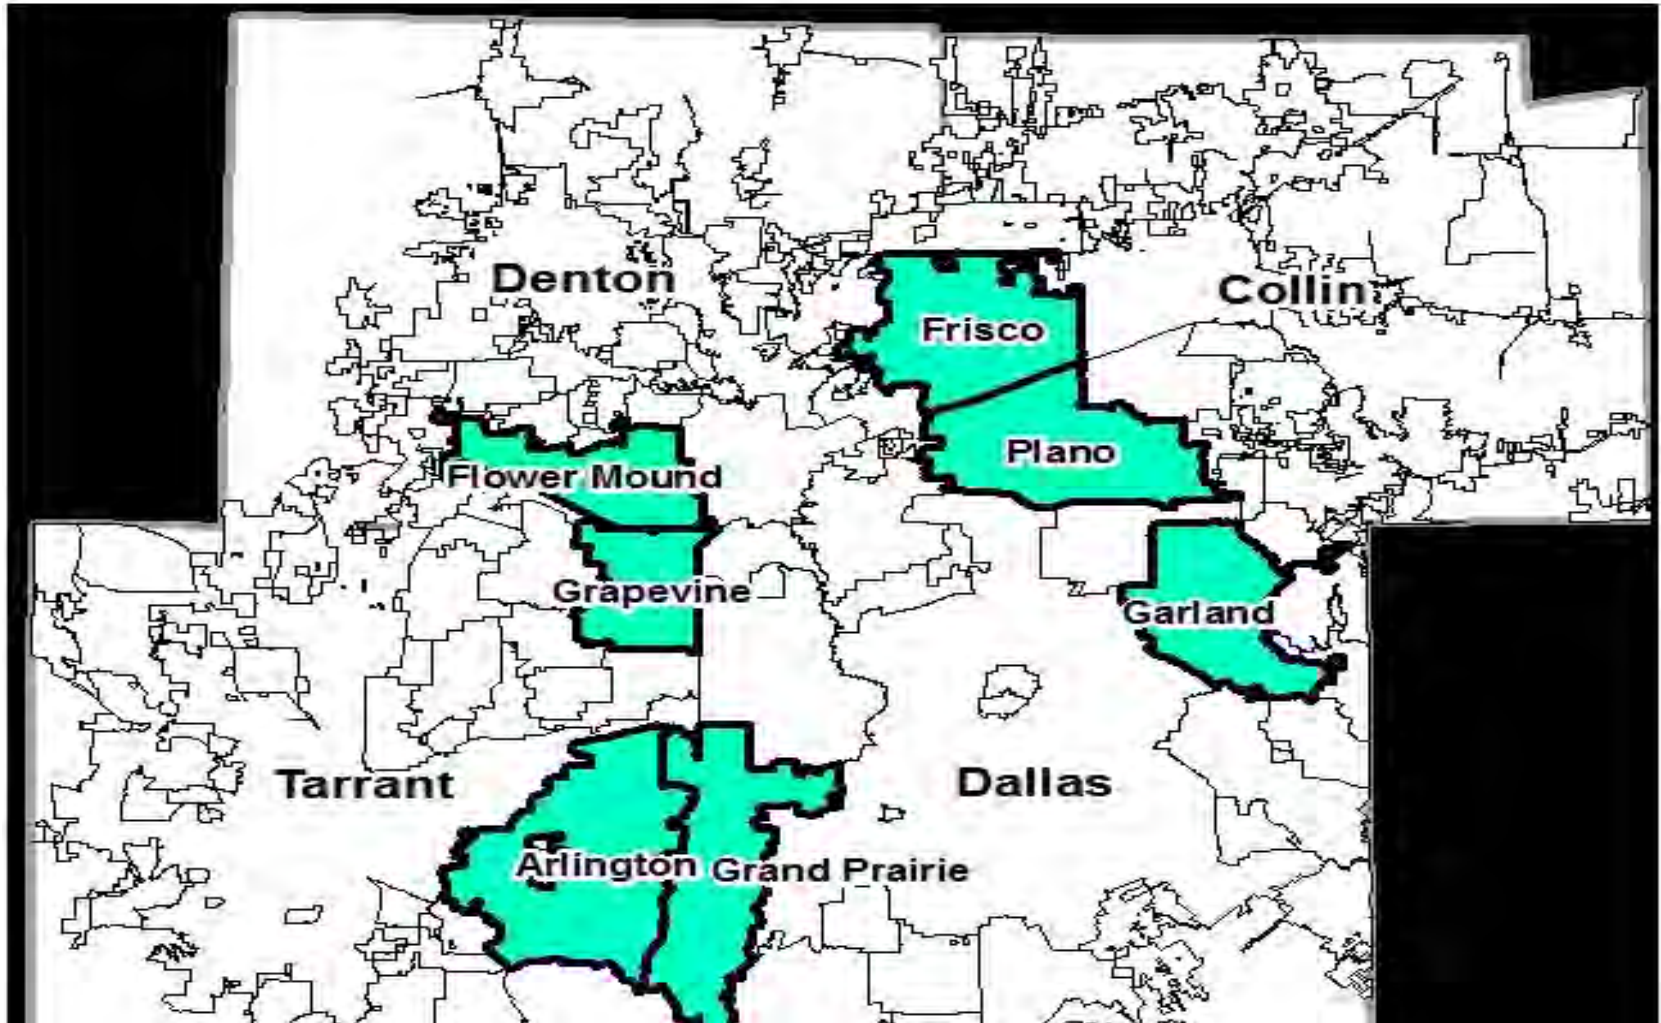 Denton
Collin
Frisco
Plano
Flower Mound
Grapevine
Garland
Tarrant
Dallas
Arlington
Grand Prairie